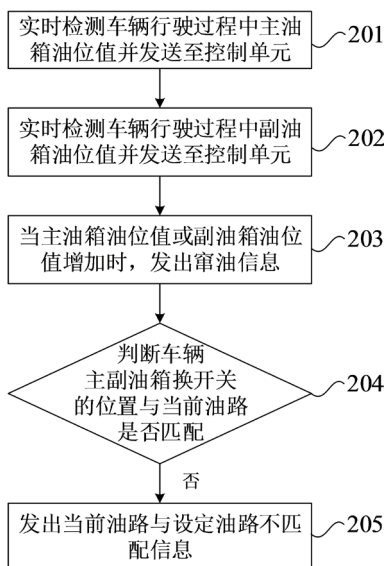 实时检测车辆行驶过程中主油
箱油位值并发送至控制单元
201
实时检测车辆行驶过程中副油
箱油位值并发送至控制单元
202
当主油箱油位值或副油箱油位
值增加时，发出窜油信息
203
判断车辆
主副油箱换开关
的位置与当前油路
是否匹配
204
否
发出当前油路与设定油路不匹
配信息
205